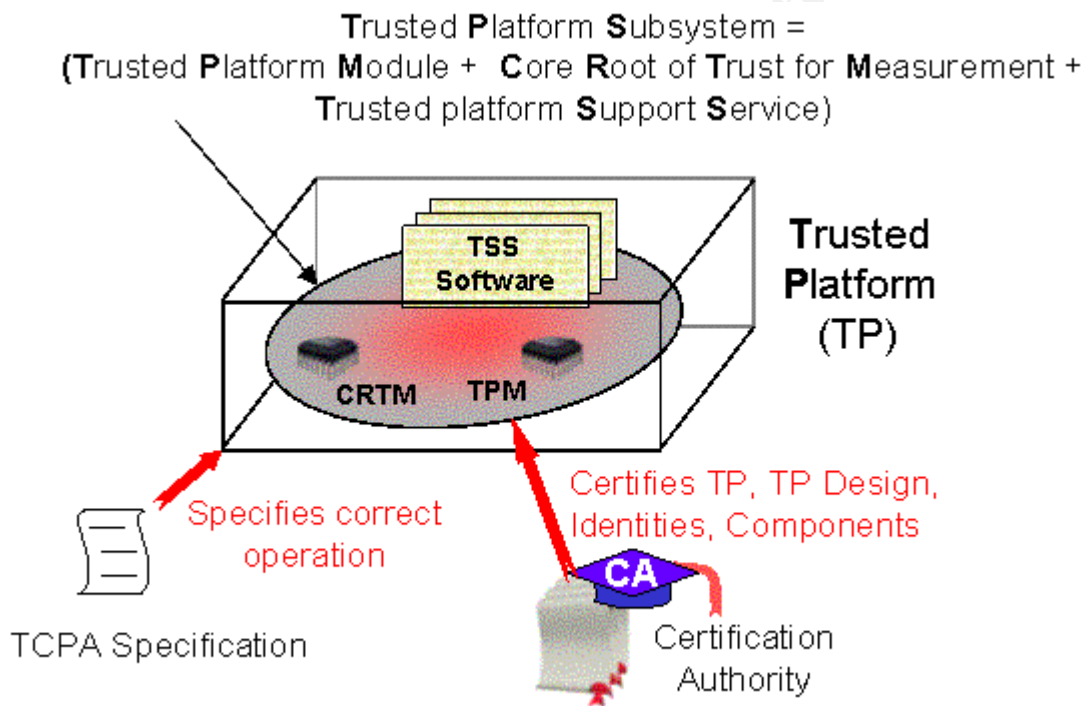 Trusted Platform Subsystem =
(Trusted Platform Module + Core Root of Trust for Measurement +
Trusted platform Support Service)
TSS
Software
Trusted
Platform
(TP)
CRTM
TPM
Specifies correct
operation
Certifies TP, TP Design,
Identities, Components
CA
TCPA Specification
Certification
Authority